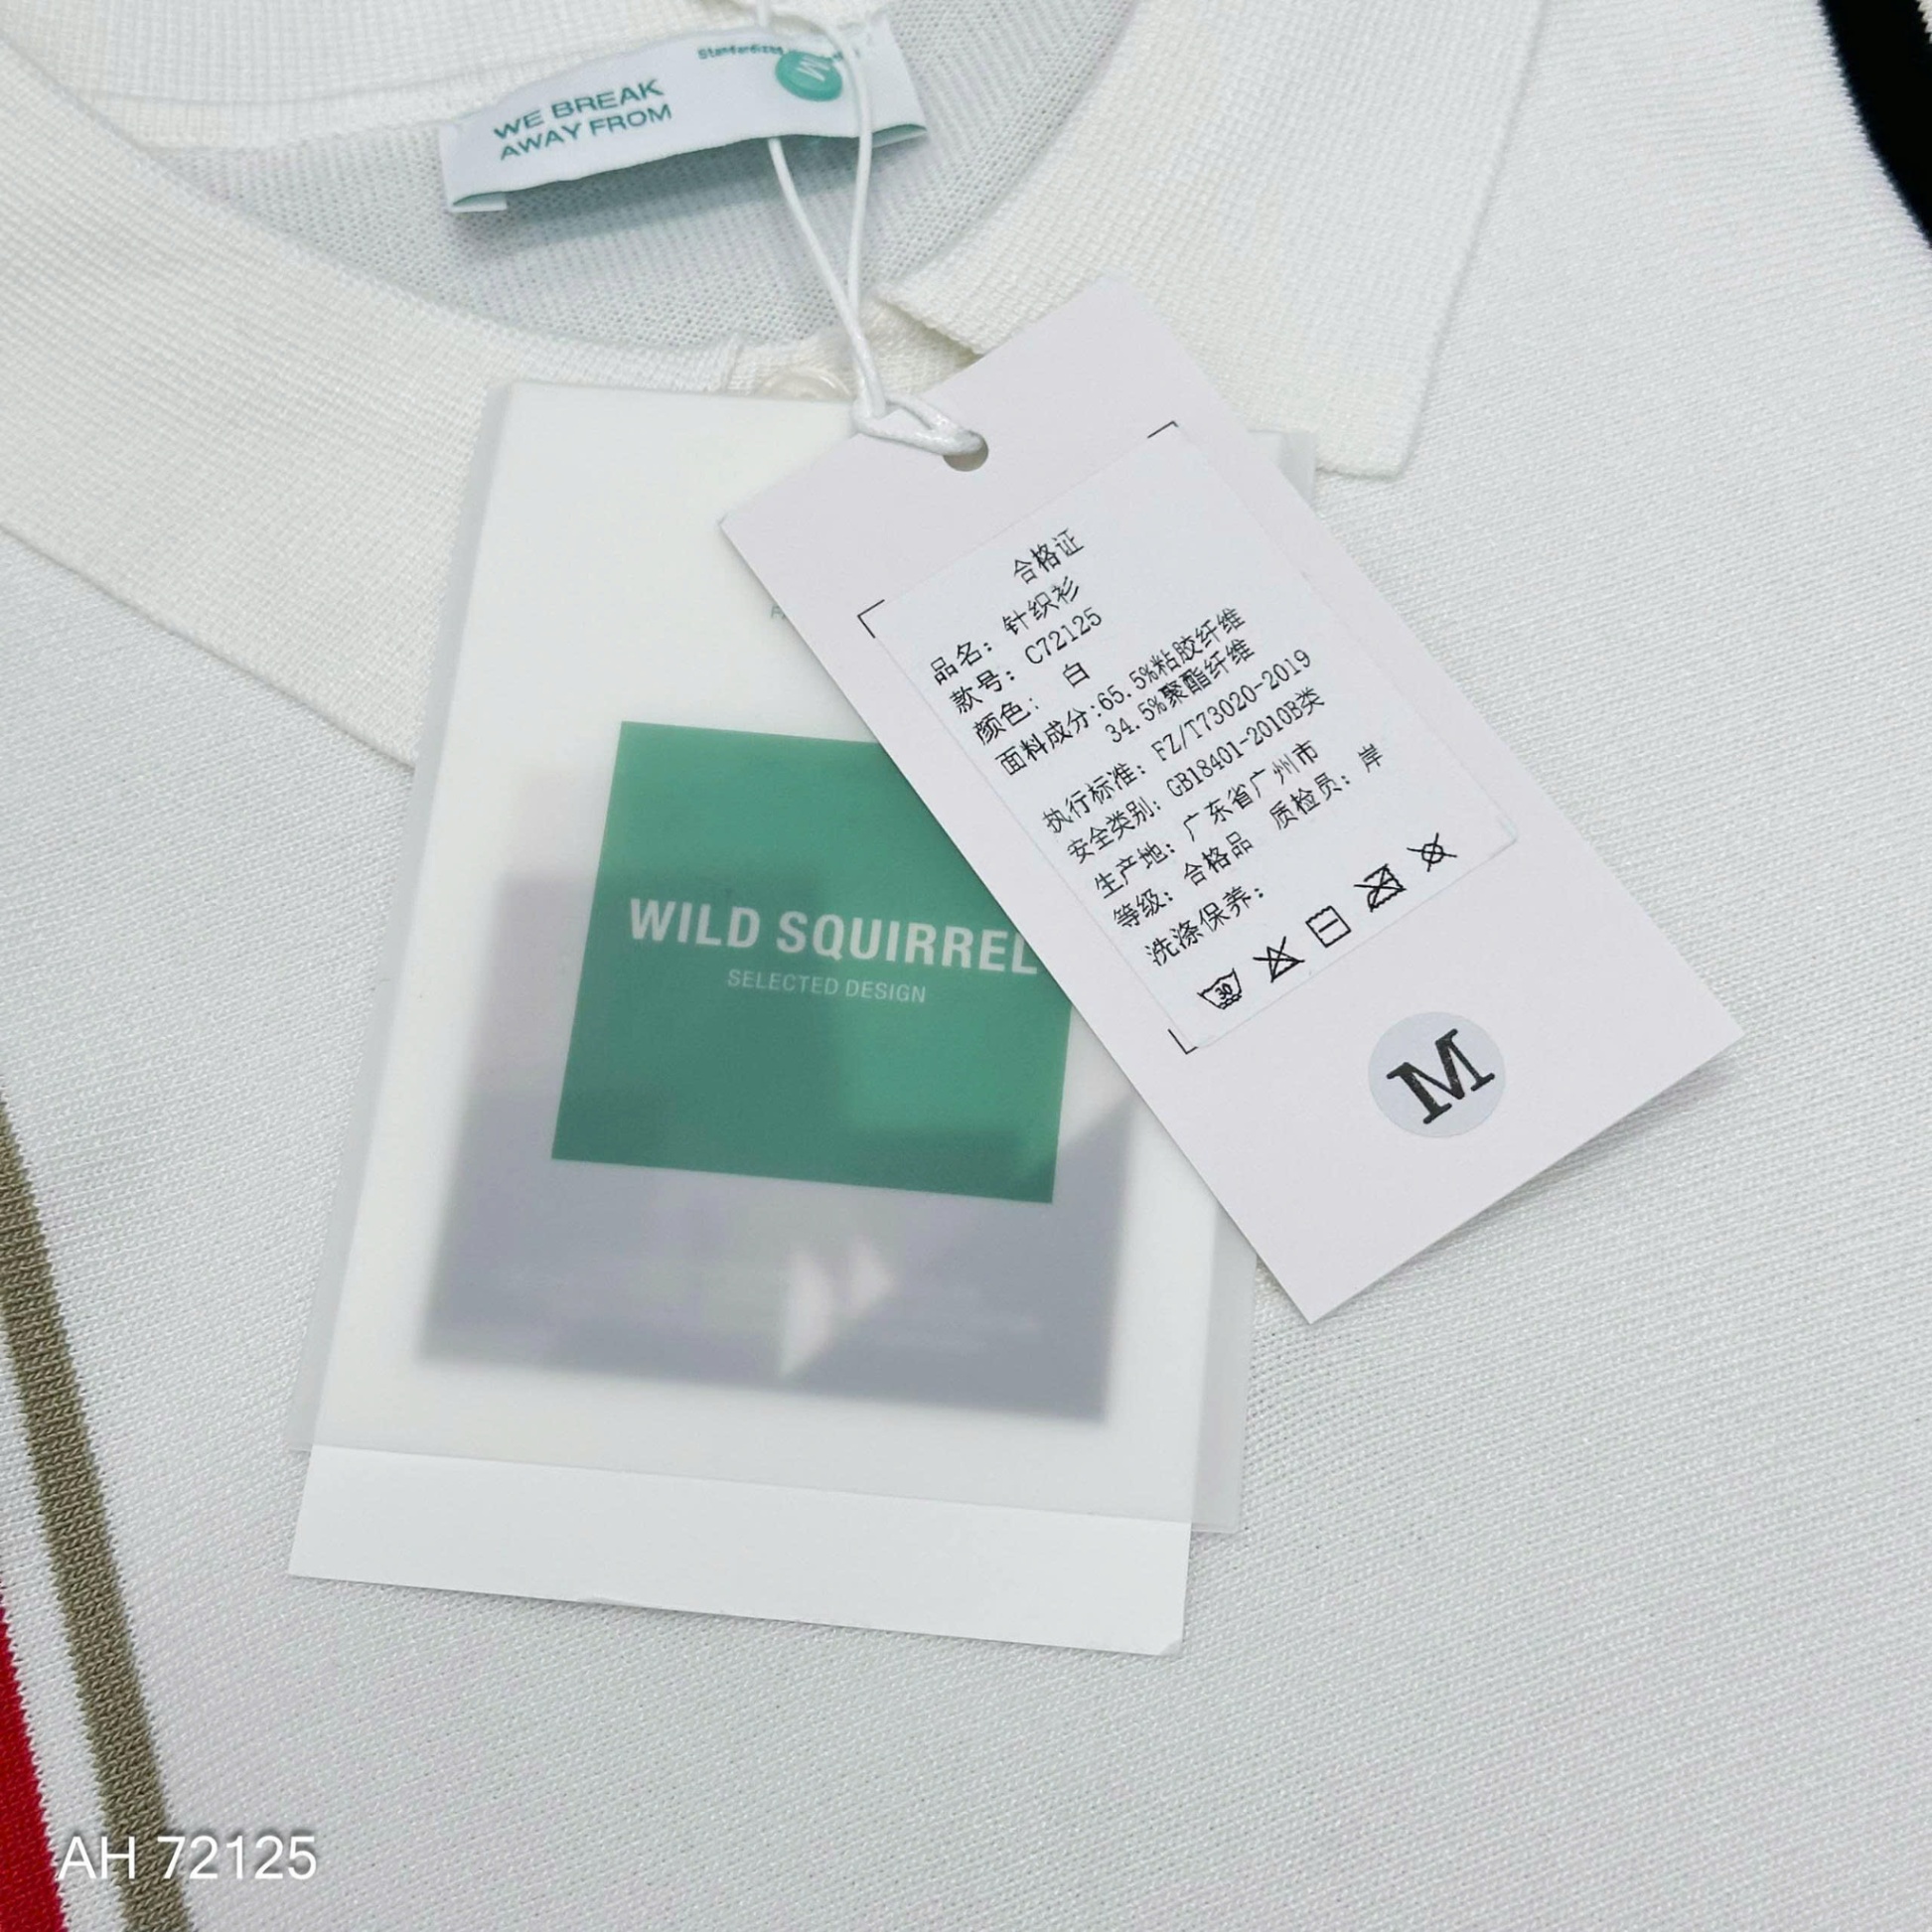 WE BREAK
AWAY FROM
Standardized
M
合格证
品名：针织衫
款号：C72125
颜色：白
面料成分:65.5%粘胶纤维
34.5%聚酯纤维
执行标准：FZ/T73020-2019
安全类别：GB18401-2010B类
生产地：广东省广州市
等级：合格品 质检员：岸
洗涤保养：
30
M
WILD SQUIRREL
SELECTED DESIGN
AH 72125